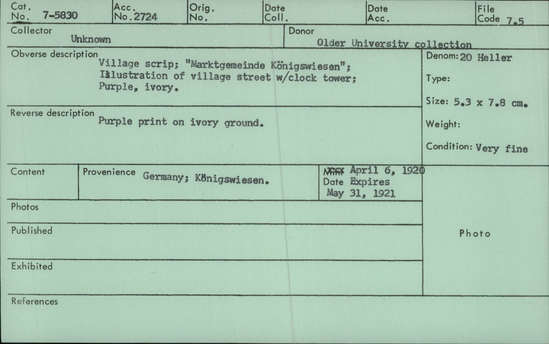 Cat. No. 7-5830 Acc. No. 2724 Orig. No. Date Coll. Date Acc. File Code 7.5
Collector Unknown Donor Older University collection
Obverse description Village scrip; "Marktgemeinde Königswiesen"; Illustration of village street w/clock tower; Purple, ivory.
Denom: 20 Heller
Type:
Size: 5.3 x 7.8 cm.
Weight:
Condition: Very fine
Reverse description Purple print on ivory ground.
Content
Provenience Germany; Königswiesen.
April 6, 1920
Date Expires
May 31, 1921
Photos
Published
Exhibited
References
Photo